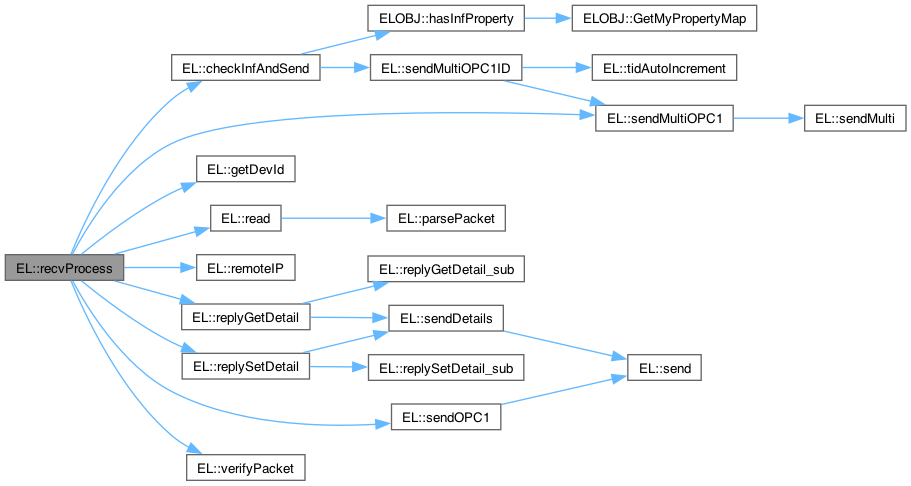 ELOBJ::hasInfProperty
ELOBJ::GetMyPropertyMap
EL::checkInfAndSend
EL::sendMultiOPC1ID
EL::tidAutoIncrement
EL::sendMultiOPC1
EL::sendMulti
EL::getDevId
EL::read
EL::parsePacket
EL::recvProcess
EL::remoteIP
EL::replyGetDetail_sub
EL::replyGetDetail
EL::sendDetails
EL::replySetDetail
EL::replySetDetail_sub
EL::send
EL::sendOPC1
EL::verifyPacket